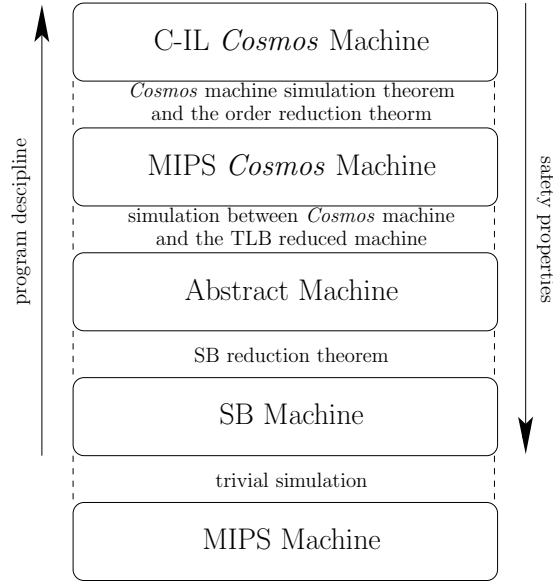 C-IL Cosmos Machine
Cosmos machine simulation theorem
and the order reduction theorm
MIPS Cosmos Machine
simulation between Cosmos machine
and the TLB reduced machine
Abstract Machine
SB reduction theorem
SB Machine
trivial simulation
MIPS Machine
program descipline
safety properties